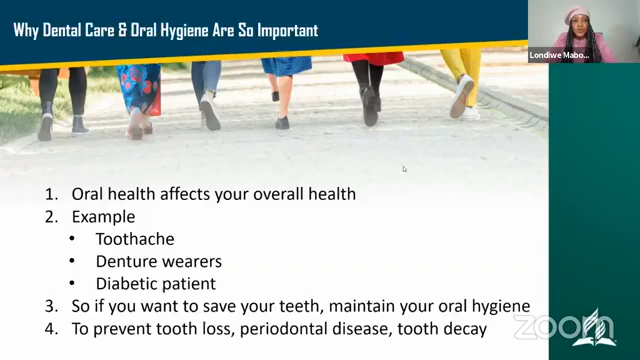 Why Dental Care & Oral Hygiene Are So Important
Londiwe Mabo...
1. Oral health affects your overall health
2. Example
• Toothache
• Denture wearers
• Diabetic patient
3. So if you want to save your teeth, maintain your oral hygiene
4. To prevent tooth loss, periodontal disease, tooth decay
zoom